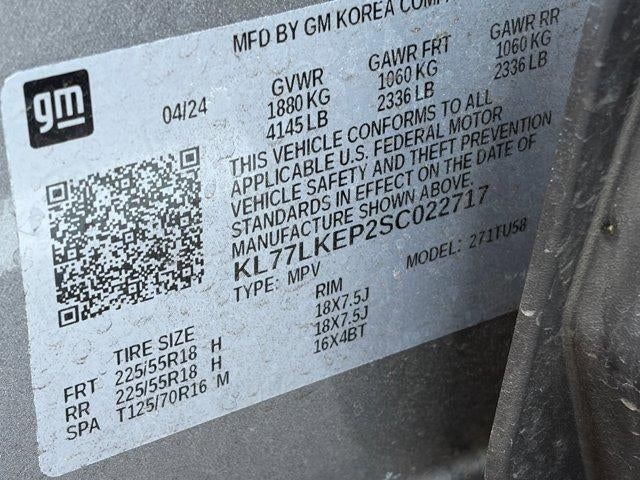 MFD BY GM KOREA COMP
gm
04/24
GVWR
1880 KG
4145 LB
GAWR FRT
1060 KG
2336 LB
GAWR RR
1060 KG
2336 LB
THIS VEHICLE CONFORMS TO ALL
APPLICABLE U.S. FEDERAL MOTOR
VEHICLE SAFETY AND THEFT PREVENTION
STANDARDS IN EFFECT ON THE DATE OF
MANUFACTURE SHOWN ABOVE.
KL77LKEP2SC022717
TYPE: MPV
MODEL: 271TU58
TIRE SIZE RIM
FRT 225/55R18 H 18X7.5J
RR 225/55R18 H 18X7.5J
SPA T125/70R16 M 16X4BT